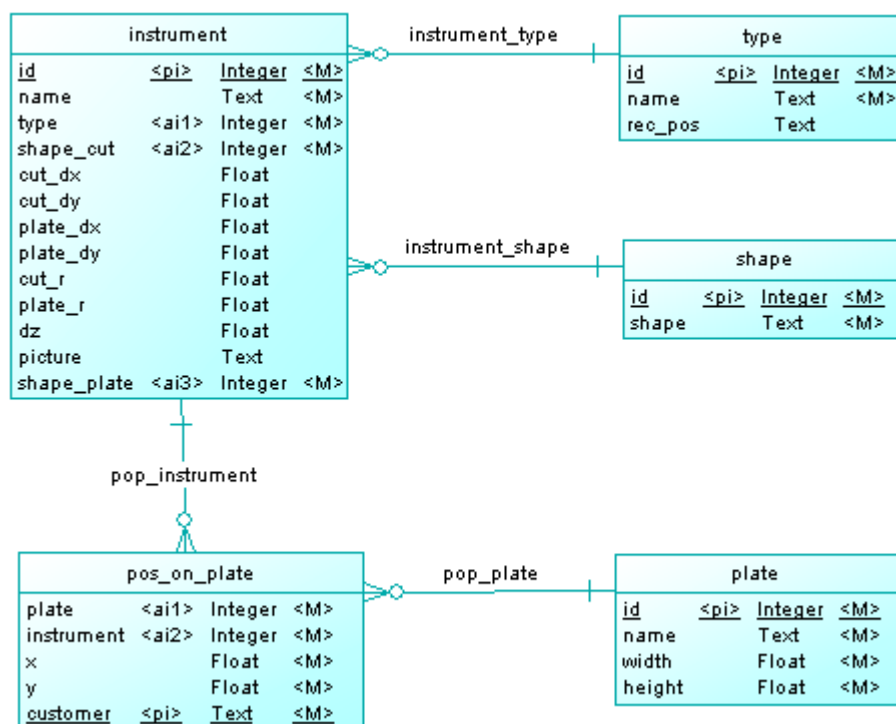 instrument
id <pi> Integer <M>
name Text <M>
type <ai1> Integer <M>
shape_cut <ai2> Integer <M>
cut_dx Float
cut_dy Float
plate_dx Float
plate_dy Float
cut_r Float
plate_r Float
dz Float
picture Text
shape_plate <ai3> Integer <M>
instrument_type
type
id <pi> Integer <M>
name Text <M>
rec_pos Text
instrument_shape
shape
id <pi> Integer <M>
shape Text <M>
pop_instrument
pos_on_plate
plate <ai1> Integer <M>
instrument <ai2> Integer <M>
x Float <M>
y Float <M>
customer <pi> Text <M>
pop_plate
plate
id <pi> Integer <M>
name Text <M>
width Float <M>
height Float <M>